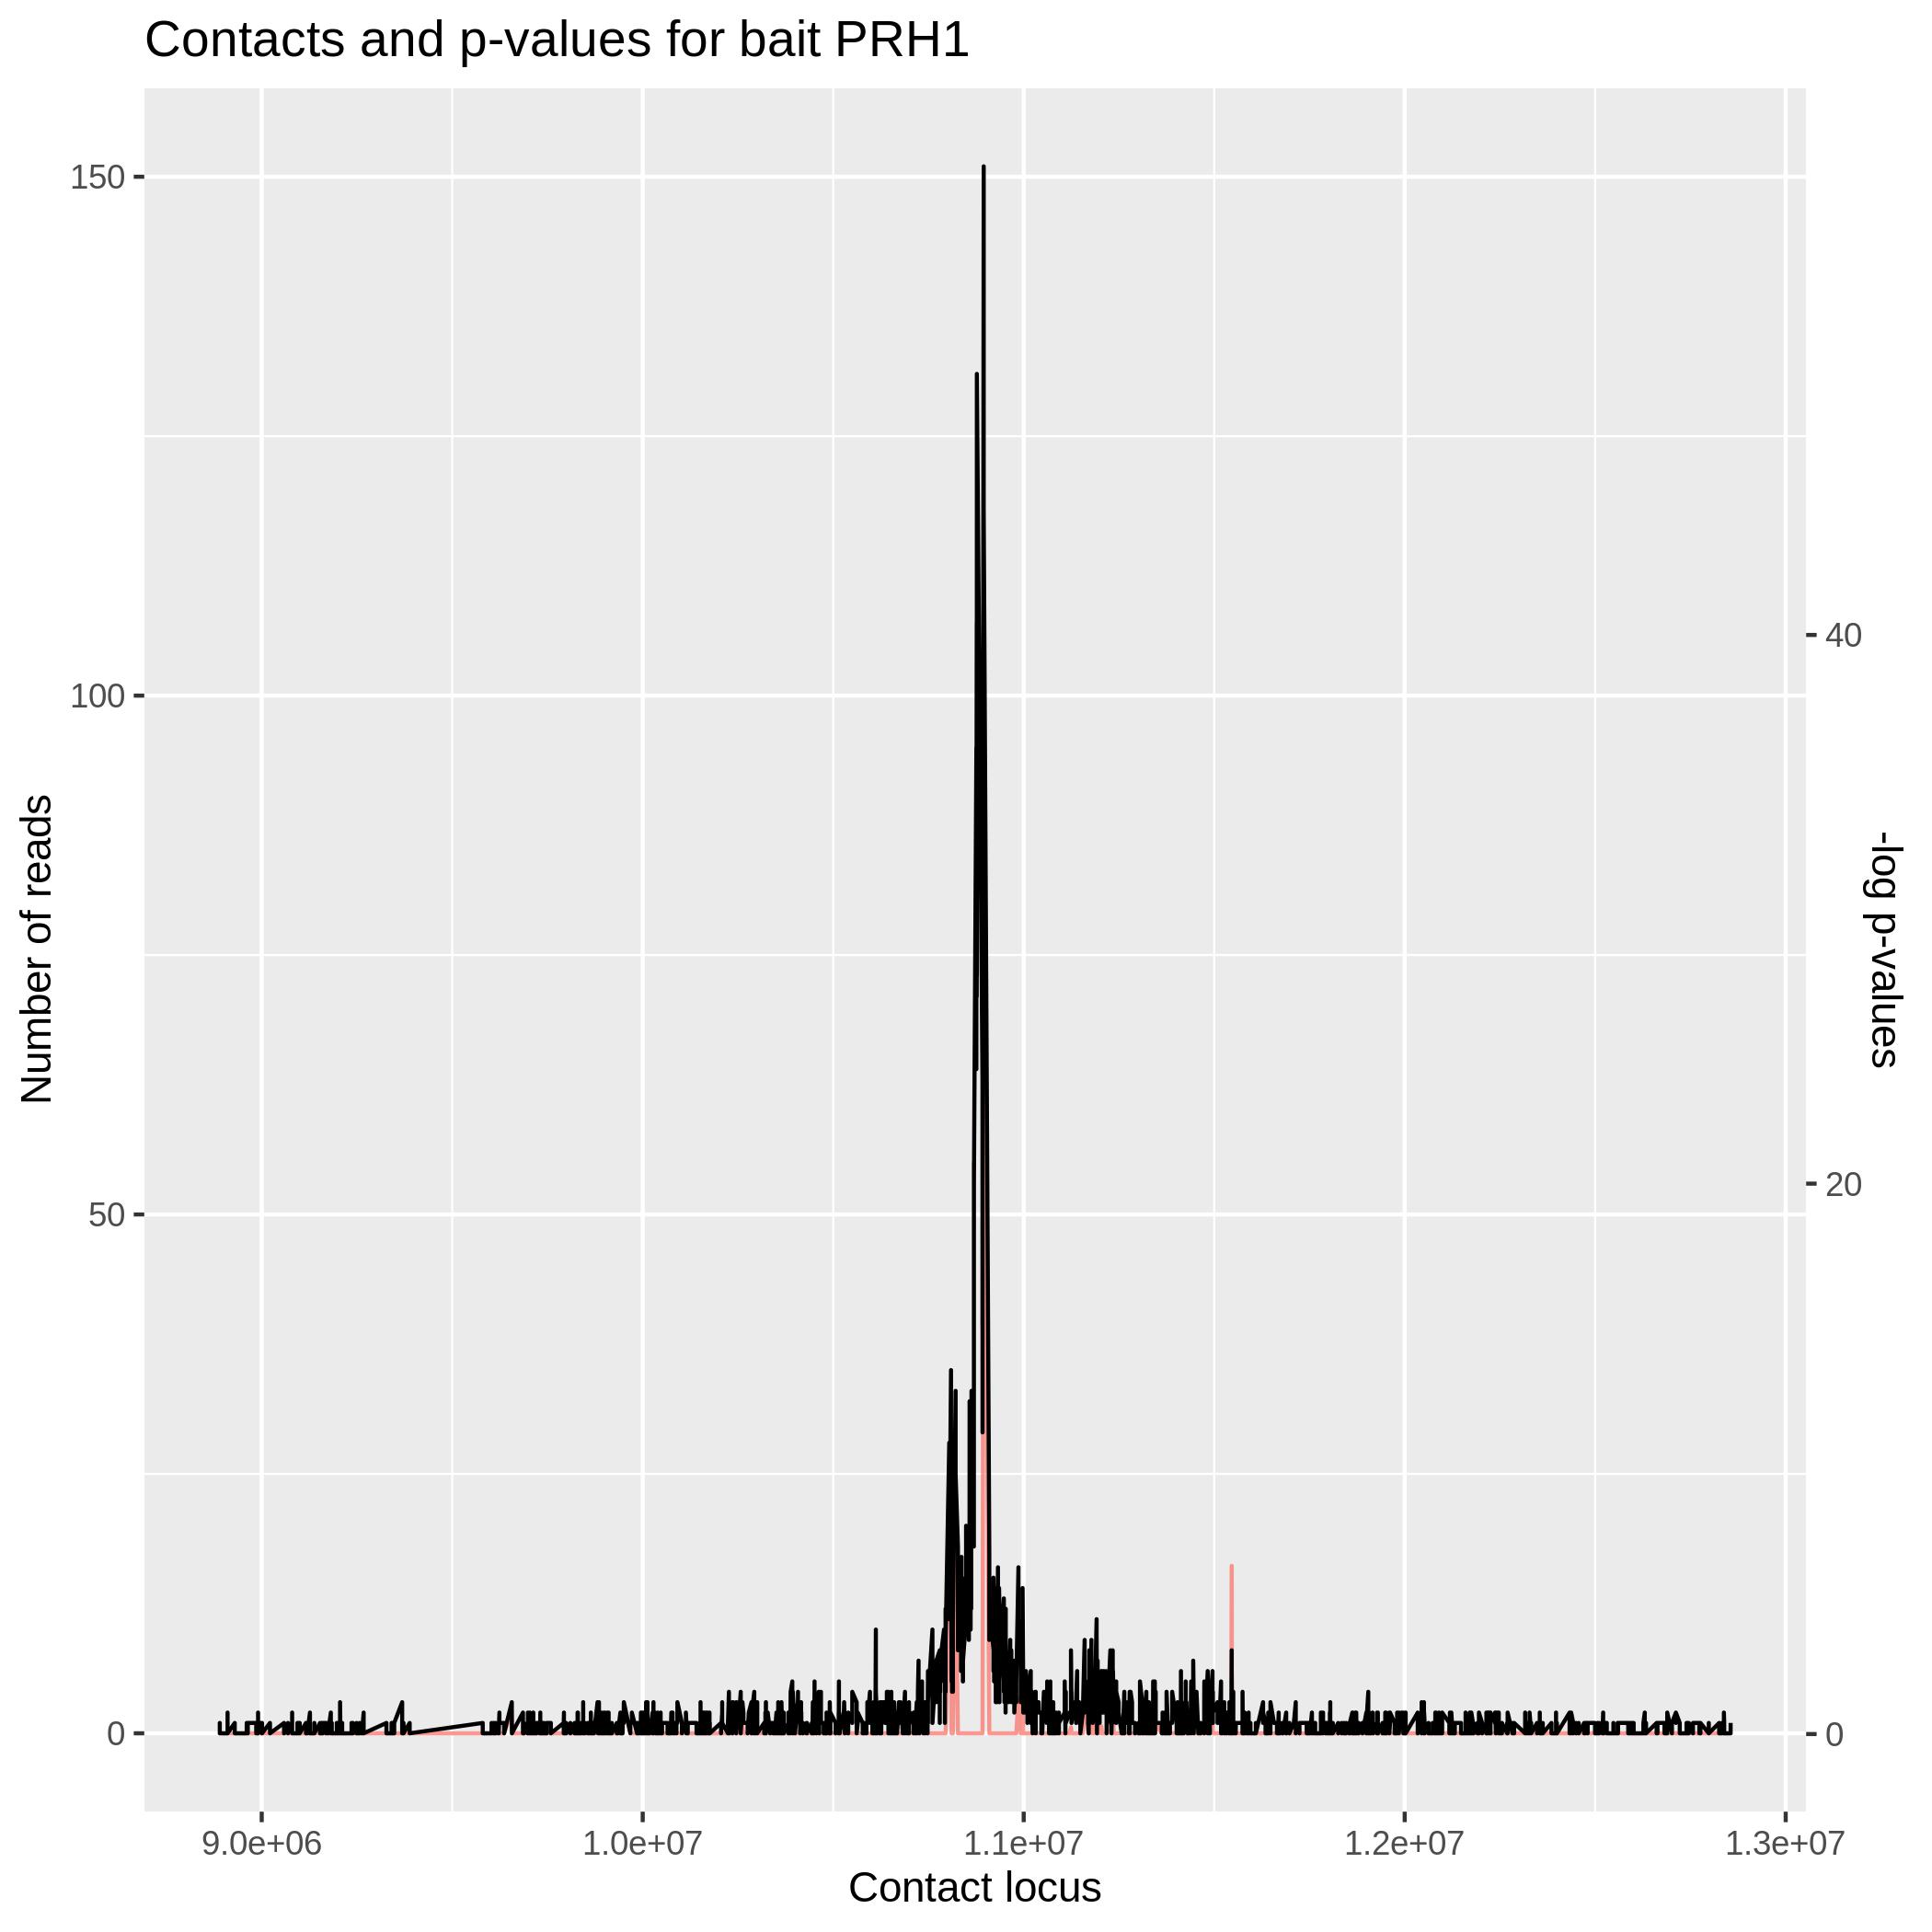 Contacts and p-values for bait PRH1
150
100
50
0
Number of reads
40
20
0
-log p-values
9.0e+06
1.0e+07
1.1e+07
1.2e+07
1.3e+07
Contact locus